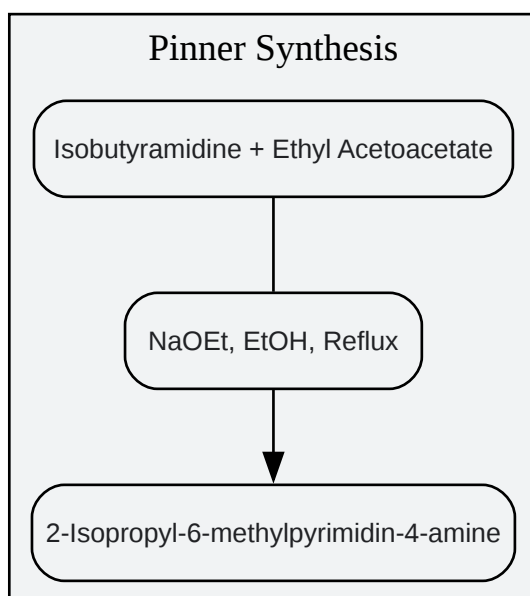 Pinner Synthesis
Isobutyramidine + Ethyl Acetoacetate
NaOEt, EtOH, Reflux
2-Isopropyl-6-methylpyrimidin-4-amine